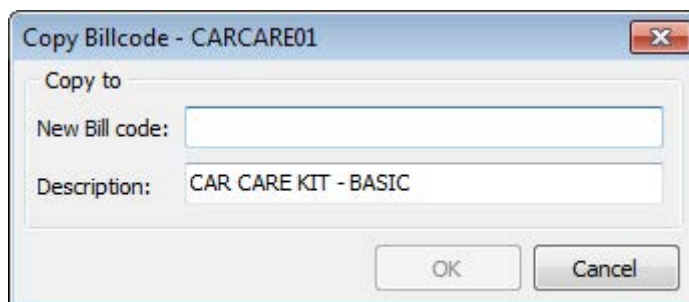 Copy Billcode - CARCARE01
Copy to
New Bill code:
Description: CAR CARE KIT - BASIC
OK Cancel